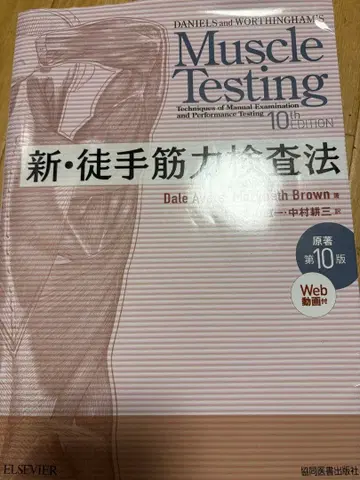 DANIELS and WORTHINGHAM'S
Muscle
Testing
Techniques of Manual Examination
and Performance Testing
10th EDITION
新・徒手筋力検査法
Dale Brown 著
・中村耕三 訳
原著
第10版
Web
動画付
ELSEVIER
協同医書出版社